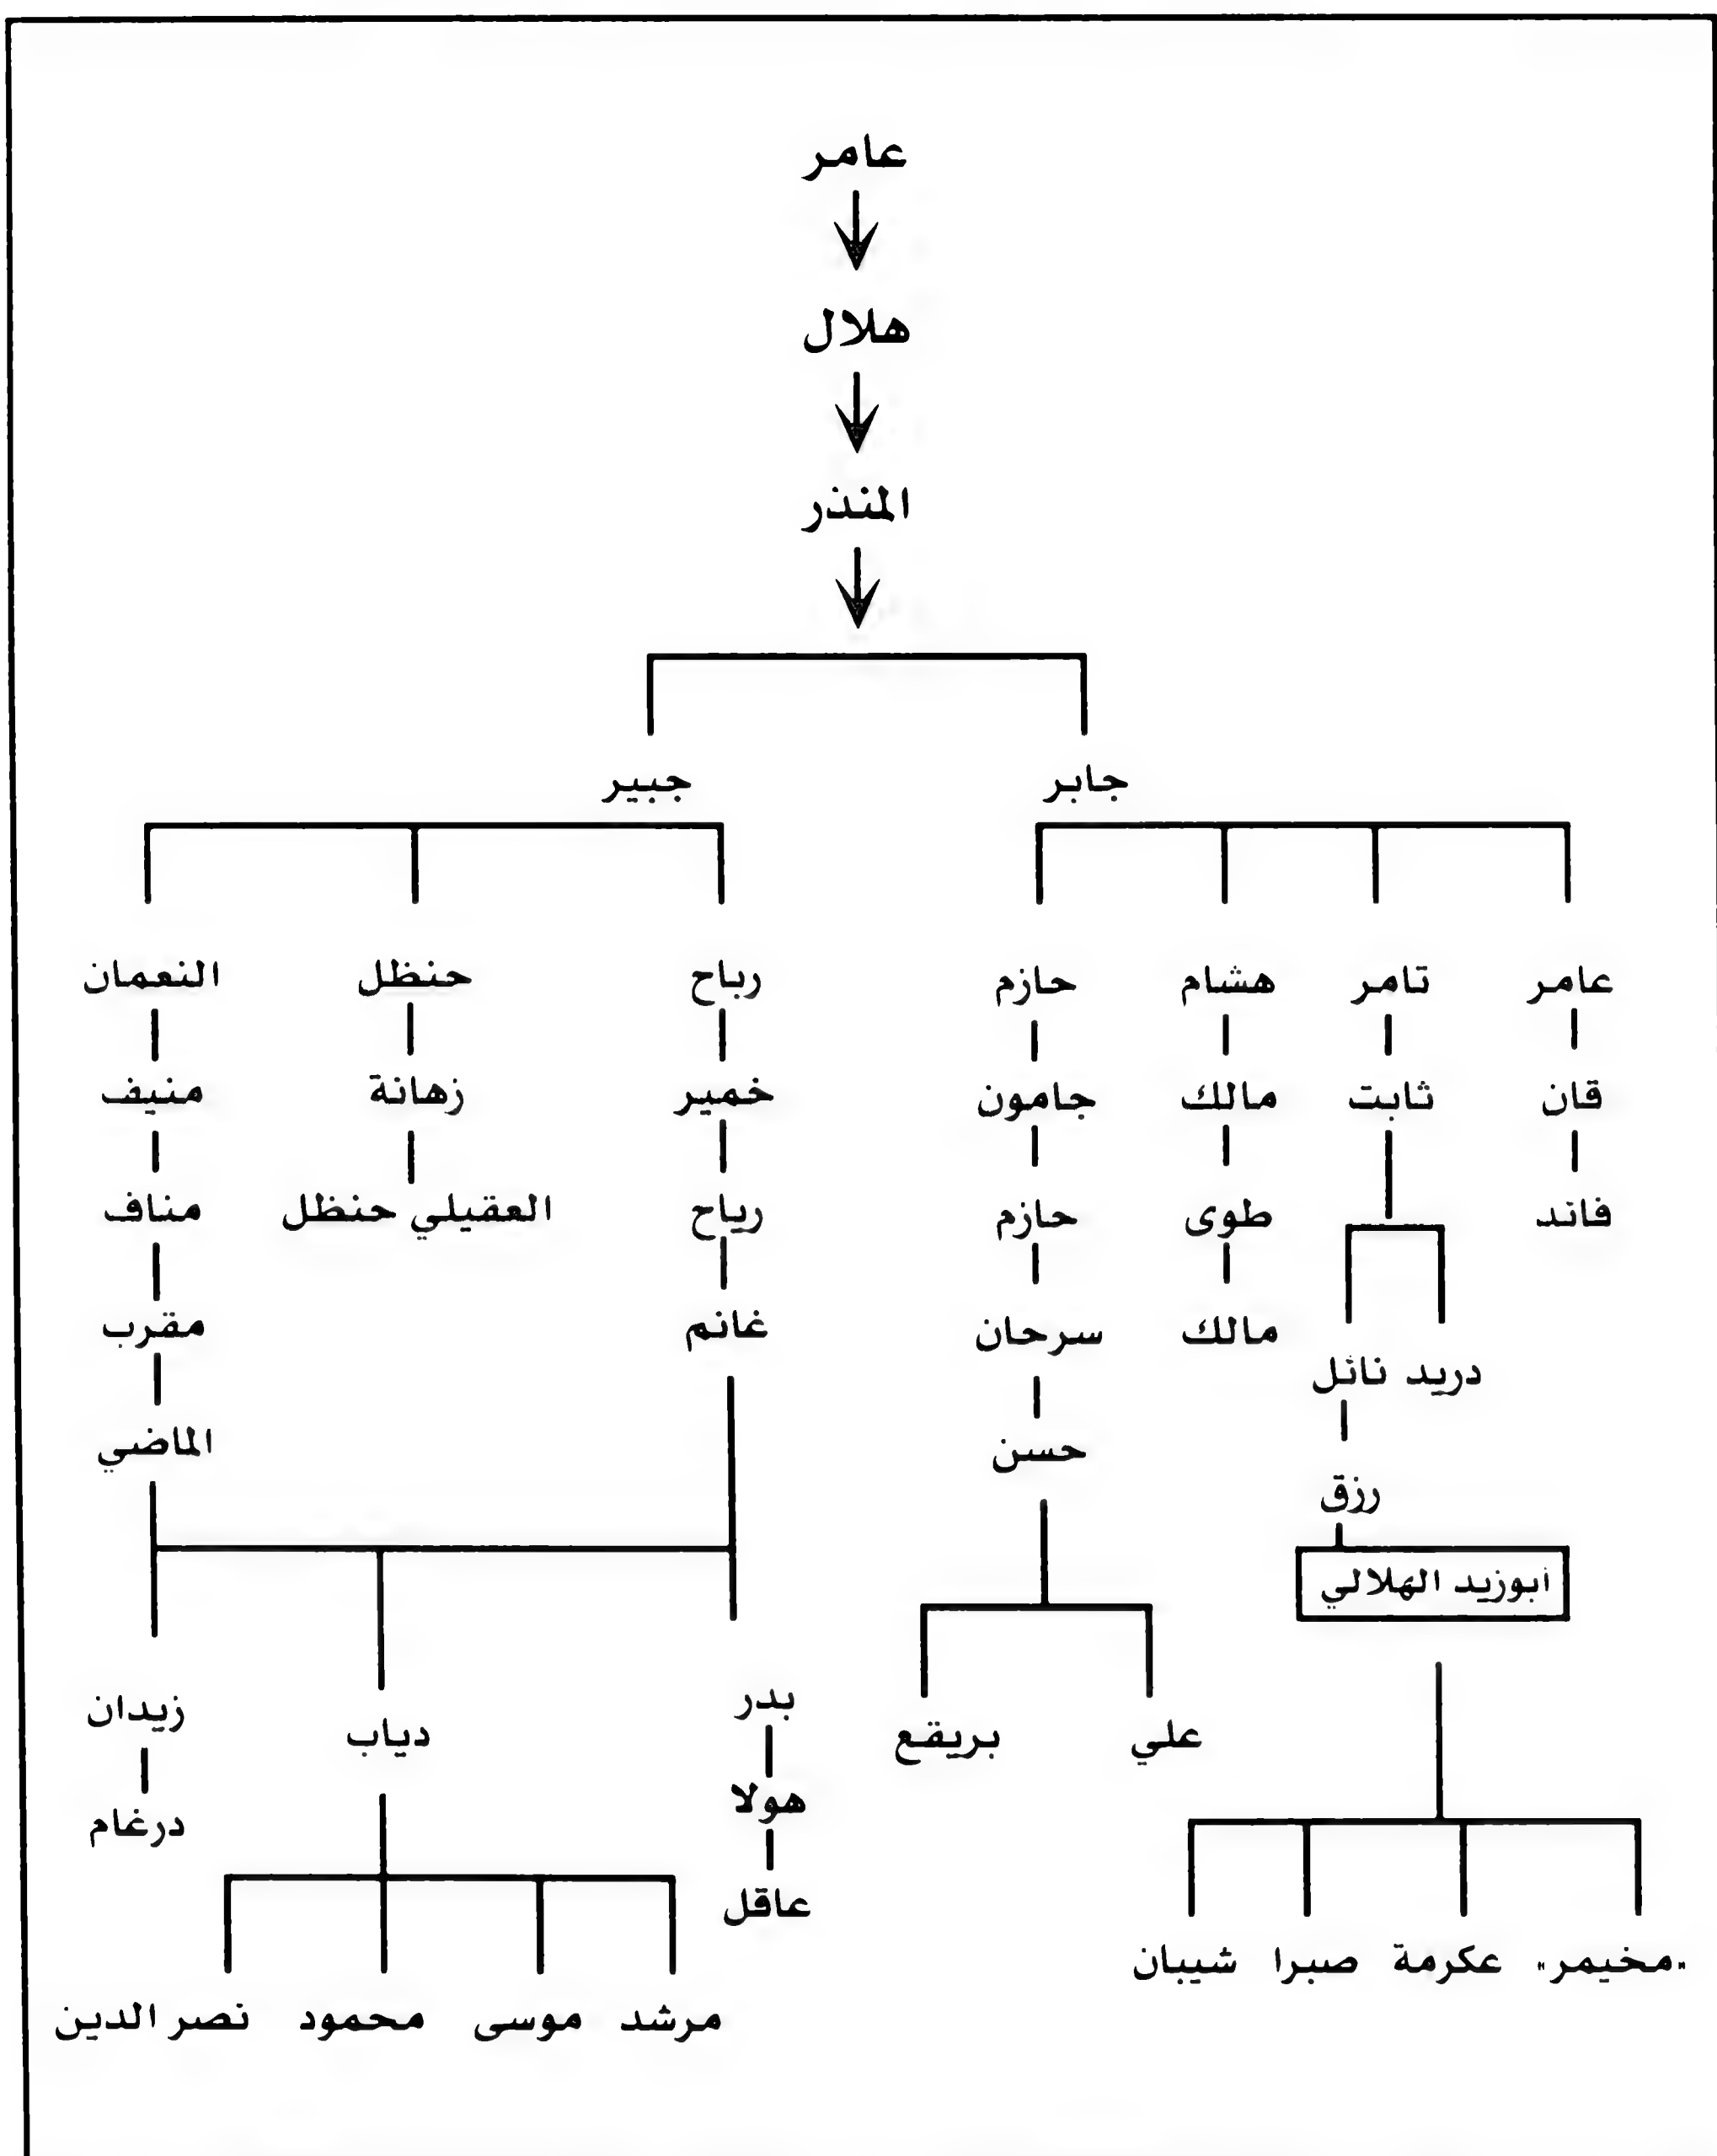 عامر
هلال
المنذر
جابر جبير
عامر تامر هشام حازم رباح حنظل النعمان
قان ثابت مالك جامون خمير زهانة منيف
فاند طوى حازم رياح العقيلي حنظل مناف
مالك سرحان غانم مقرب
دريد نائل
حسن الماضي
رزق
أبوزيد الهلالي
علي بريقع بدر دياب زيدان
هولا درغام
عاقل
«مخيمر» عكرمة صبرا شيبان
مرشد موسى محمود نصر الدين